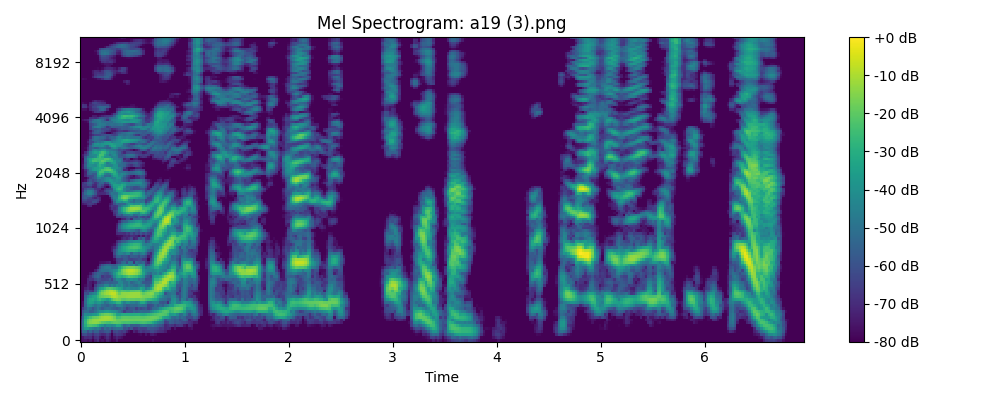 Mel Spectrogram: a19 (3).png
8192
4096
2048
1024
512
0
Hz
0 1 2 3 4 5 6
Time
+0 dB
-10 dB
-20 dB
-30 dB
-40 dB
-50 dB
-60 dB
-70 dB
-80 dB